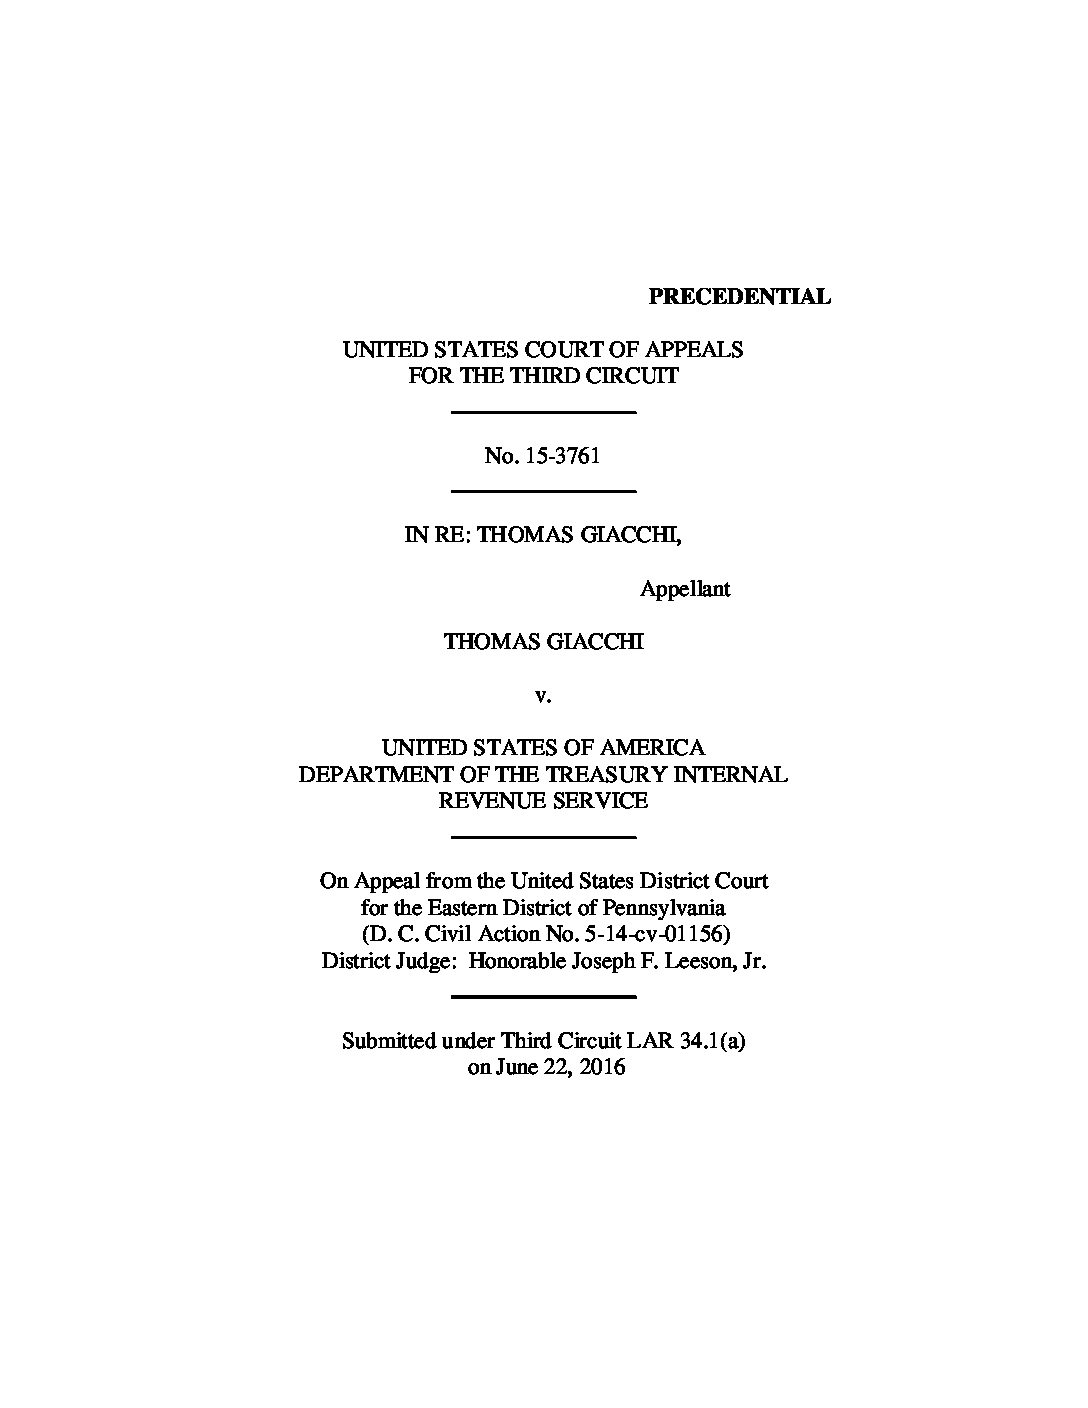 PRECEDENTIAL
UNITED STATES COURT OF APPEALS
FOR THE THIRD CIRCUIT
No. 15-3761
IN RE: THOMAS GIACCHI,
Appellant
THOMAS GIACCHI
v.
UNITED STATES OF AMERICA
DEPARTMENT OF THE TREASURY INTERNAL
REVENUE SERVICE
On Appeal from the United States District Court
for the Eastern District of Pennsylvania
(D. C. Civil Action No. 5-14-cv-01156)
District Judge: Honorable Joseph F. Leeson, Jr.
Submitted under Third Circuit LAR 34.1(a)
on June 22, 2016